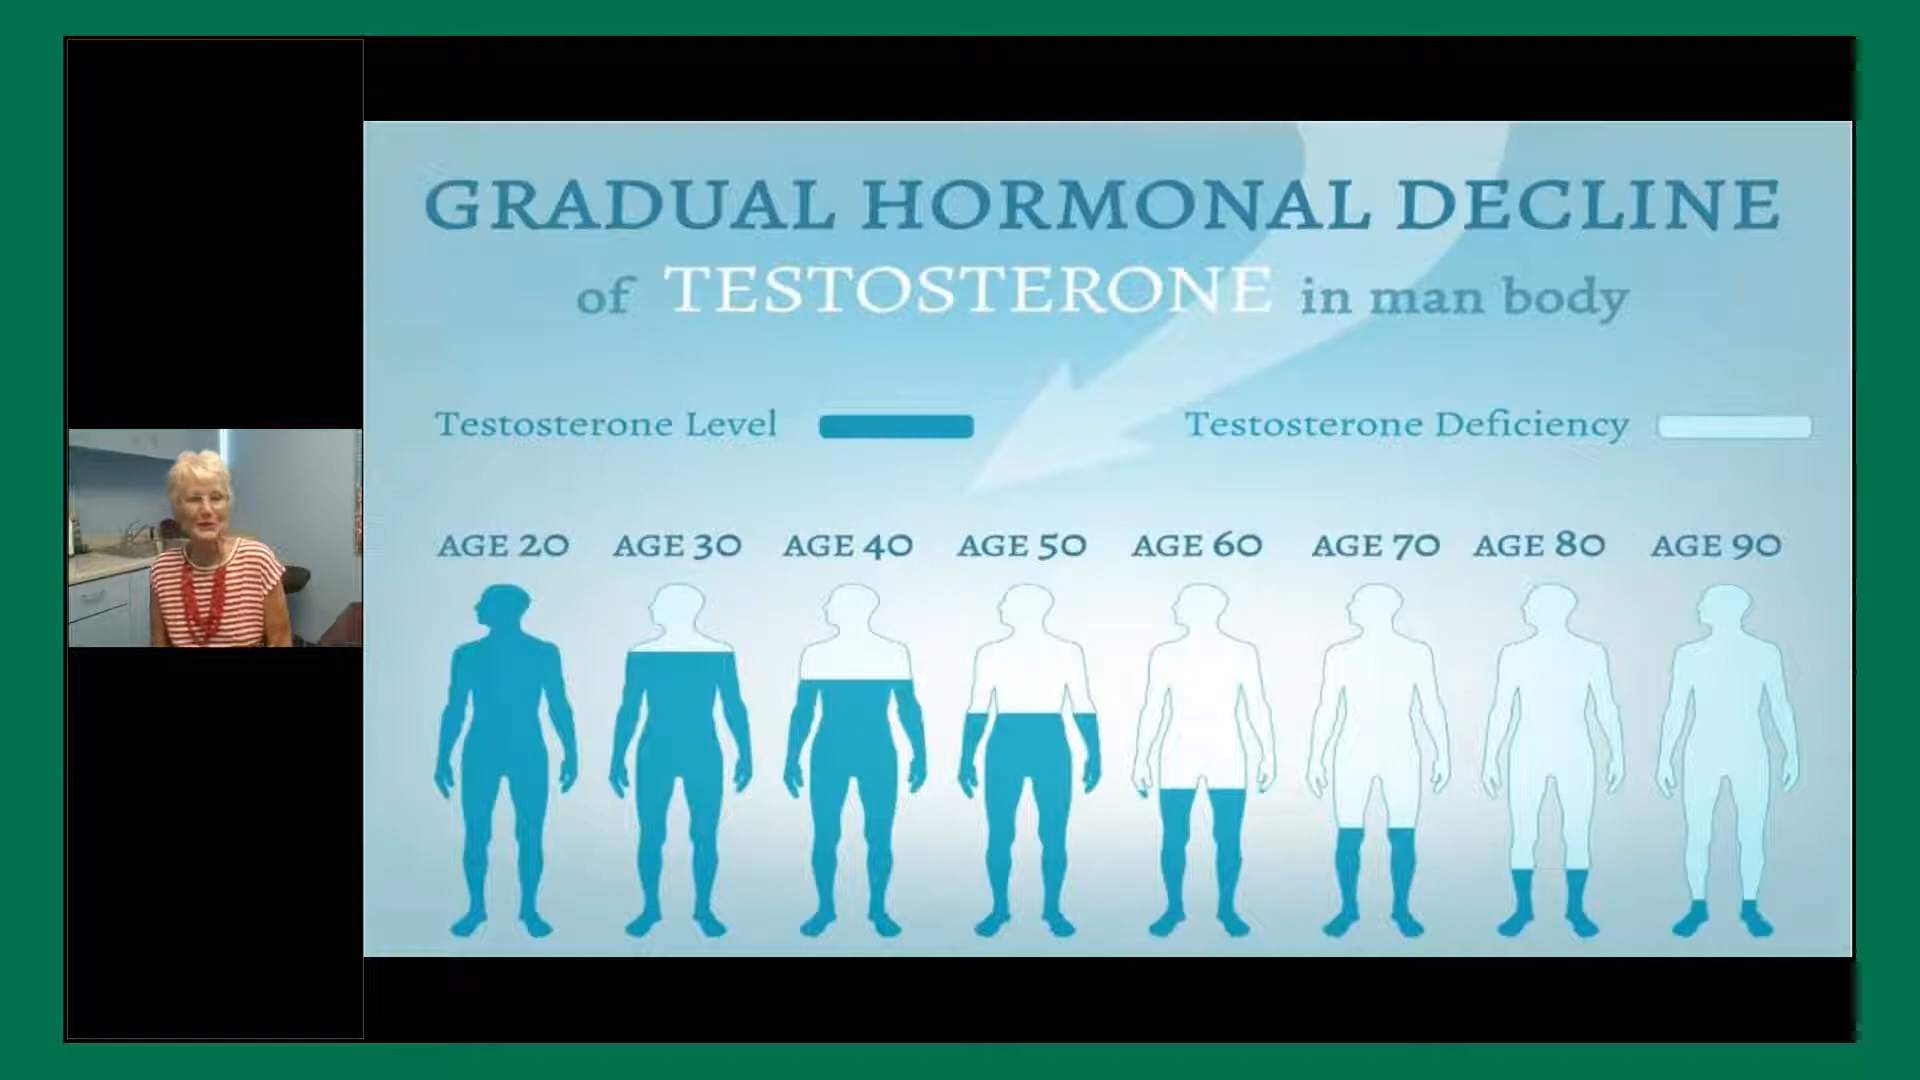 GRADUAL HORMONAL DECLINE
of TESTOSTERONE in man body
Testosterone Level Testosterone Deficiency
AGE 20 AGE 30 AGE 40 AGE 50 AGE 60 AGE 70 AGE 80 AGE 90